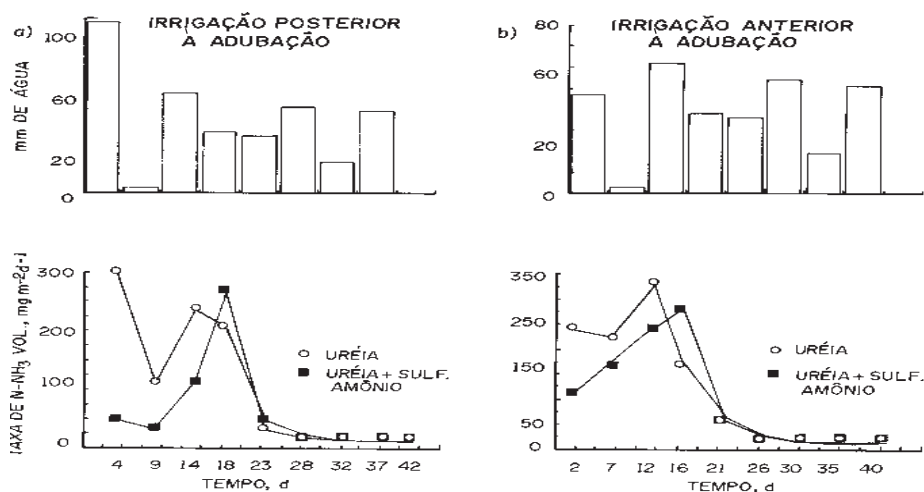 a)
IRRIGAÇÃO POSTERIOR
À ADUBAÇÃO
100
60
20
0
mm DE ÁGUA
b)
IRRIGAÇÃO ANTERIOR
À ADUBAÇÃO
80
60
20
0
TAXA DE N-NH3 VOL., mg m-2d-1
300
200
100
0
URÉIA
URÉIA + SULF.
AMÔNIO
4 9 14 18 23 28 32 37 42
TEMPO, d
350
250
150
50
0
URÉIA
URÉIA + SULF.
AMÔNIO
2 7 12 16 21 26 30 35 40
TEMPO, d